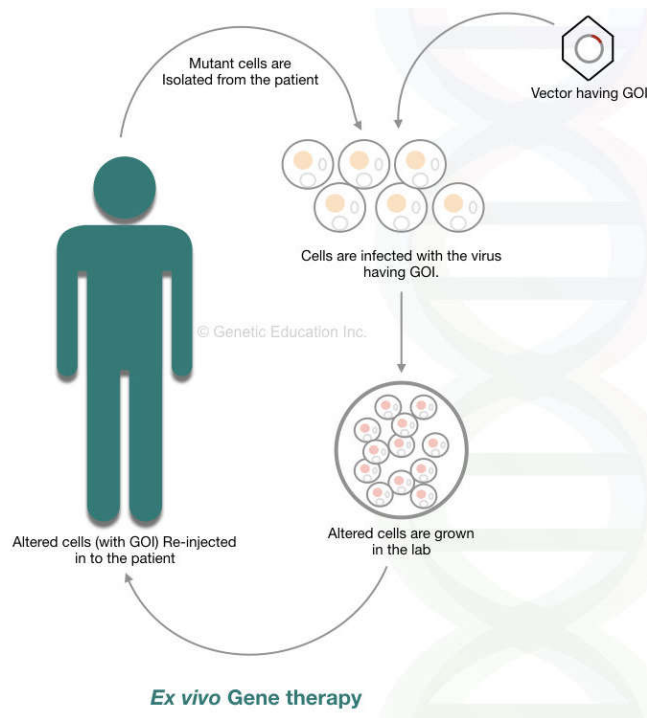 Mutant cells are
Isolated from the patient
Vector having GOI
Cells are infected with the virus
having GOI.
© Genetic Education Inc.
Altered cells are grown
in the lab
Altered cells (with GOI) Re-injected
in to the patient
Ex vivo Gene therapy